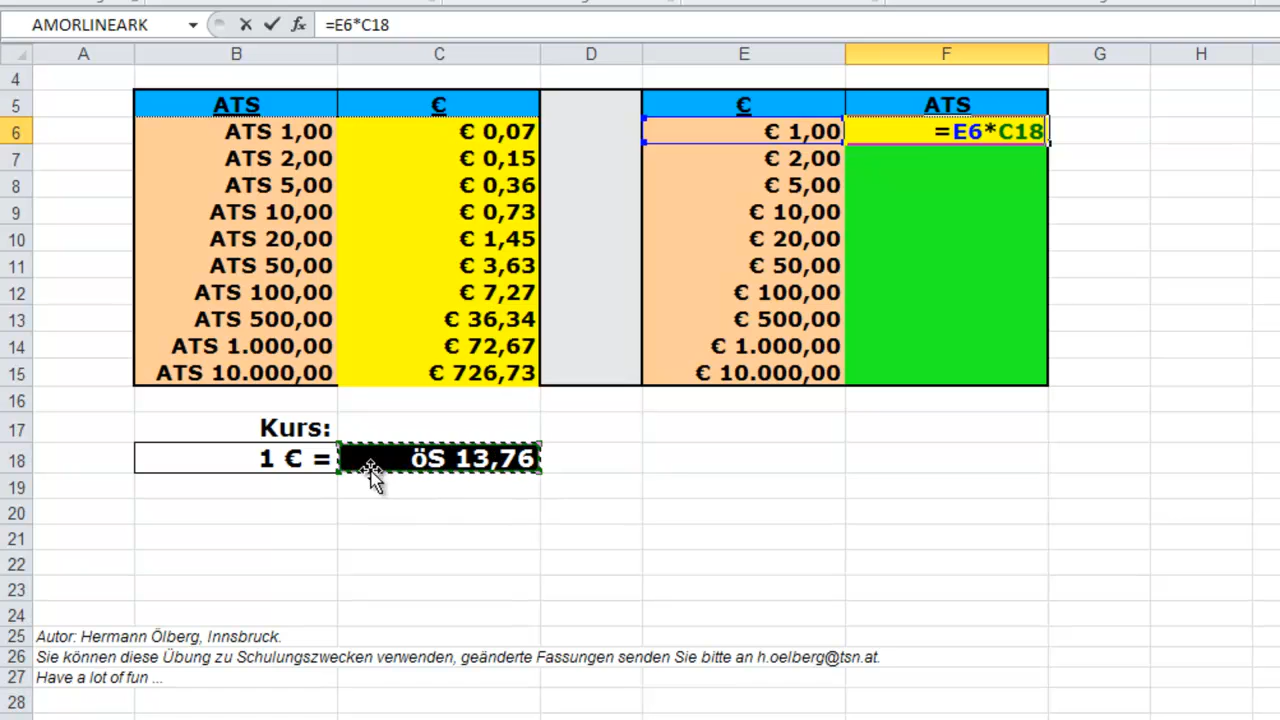 AMORLINEARK fx =E6*C18
A B C D E F G H
4
5 ATS € € ATS
6 ATS 1,00 € 0,07 € 1,00 =E6*C18
7 ATS 2,00 € 0,15 € 2,00
8 ATS 5,00 € 0,36 € 5,00
9 ATS 10,00 € 0,73 € 10,00
10 ATS 20,00 € 1,45 € 20,00
11 ATS 50,00 € 3,63 € 50,00
12 ATS 100,00 € 7,27 € 100,00
13 ATS 500,00 € 36,34 € 500,00
14 ATS 1.000,00 € 72,67 € 1.000,00
15 ATS 10.000,00 € 726,73 € 10.000,00
16
17 Kurs:
18 1 € = öS 13,76
19
20
21
22
23
24
25 Autor: Hermann Ölberg, Innsbruck.
26 Sie können diese Übung zu Schulungszwecken verwenden, geänderte Fassungen senden Sie bitte an h.oelberg@tsn.at.
27 Have a lot of fun ...
28